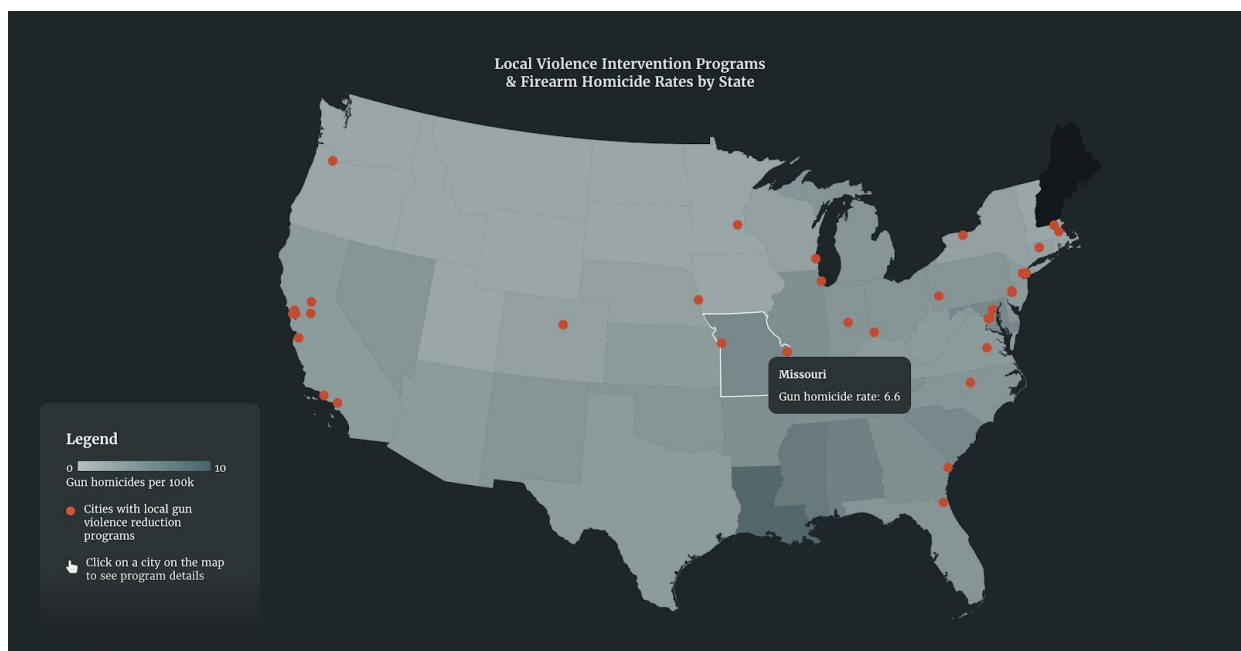 Local Violence Intervention Programs
& Firearm Homicide Rates by State
Missouri
Gun homicide rate: 6.6
Legend
0 10
Gun homicides per 100k
Cities with local gun
violence reduction
programs
Click on a city on the map
to see program details